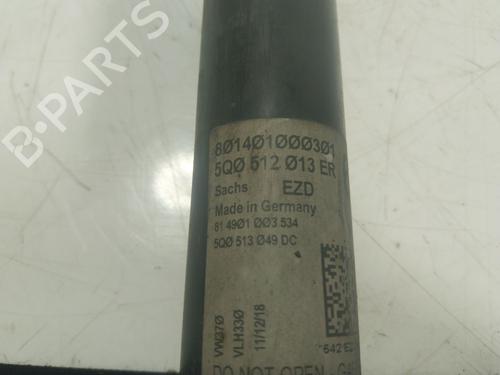 801401000301
5Q0 512 013 ER
Sachs EZD
Made in Germany
81 4901 003 534
5Q0 513 049 DC
VW370
VLH330
11/12/18
DO NOT OPEN
B-PARTS